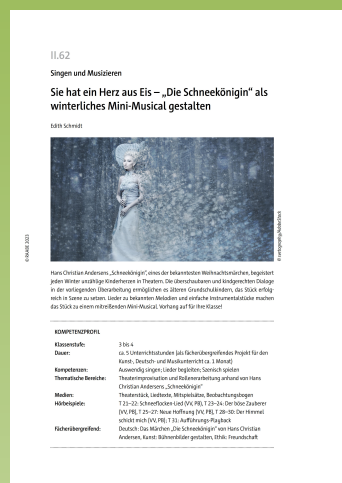 II.62
Singen und Musizieren
Sie hat ein Herz aus Eis – „Die Schneekönigin“ als
winterliches Mini-Musical gestalten
Edith Schmidt
© RAABE 2023
Hans Christian Andersens „Schneekönigin“, eines der bekanntesten Weihnachtsmärchen, begeistert
jeden Winter unzählige Kinderherzen in Theatern. Die überschaubaren und kindgerechten Dialoge
in der vorliegenden Überarbeitung ermöglichen es älteren Grundschulkindern, das Stück erfolg-
reich in Szene zu setzen. Lieder zu bekannten Melodien und einfache Instrumentalstücke machen
das Stück zu einem mitreißenden Mini-Musical. Vorhang auf für Ihre Klasse!
KOMPETENZPROFIL
Klassenstufe: 3 bis 4
Dauer: ca. 5 Unterrichtsstunden (als fächerübergreifendes Projekt für den
Kunst-, Deutsch- und Musikunterricht ca. 1 Monat)
Kompetenzen: Auswendig singen; Lieder begleiten; Szenisch spielen
Thematische Bereiche: Theaterimprovisation und Rollenerarbeitung anhand von Hans
Christian Andersens „Schneekönigin“
Medien: Theaterstück, Liedtexte, Mitspielsätze, Beobachtungsbogen
Hörbeispiele: T 21–22: Schneeflocken-Lied (VV, PB), T 23–24: Der böse Zauberer
(VV, PB), T 25–27: Neue Hoffnung (VV, PB), T 28–30: Der Himmel
schickt mich (VV, PB); T 31: Aufführungs-Playback
Fächerübergreifend: Deutsch: Das Märchen „Die Schneekönigin“ von Hans Christian
Andersen, Kunst: Bühnenbilder gestalten, Ethik: Freundschaft